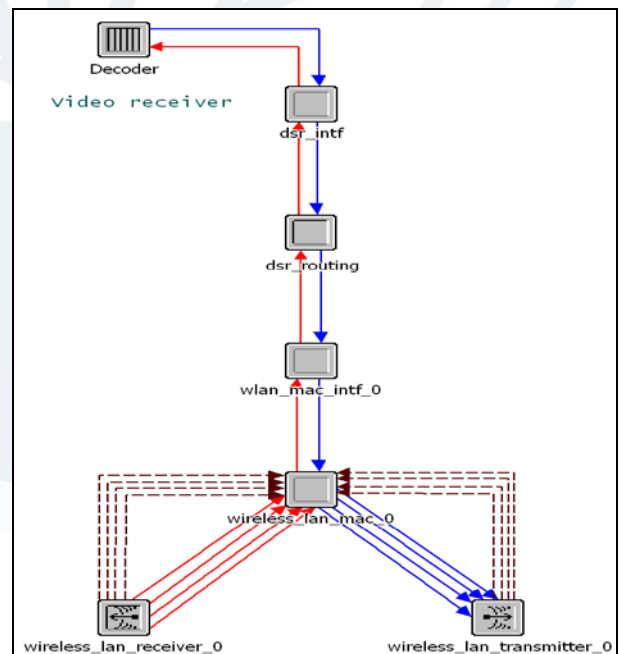 Decoder
Video receiver
dsr_intf
dsr_routing
wlan_mac_intf_0
wireless_lan_mac_0
wireless_lan_receiver_0
wireless_lan_transmitter_0